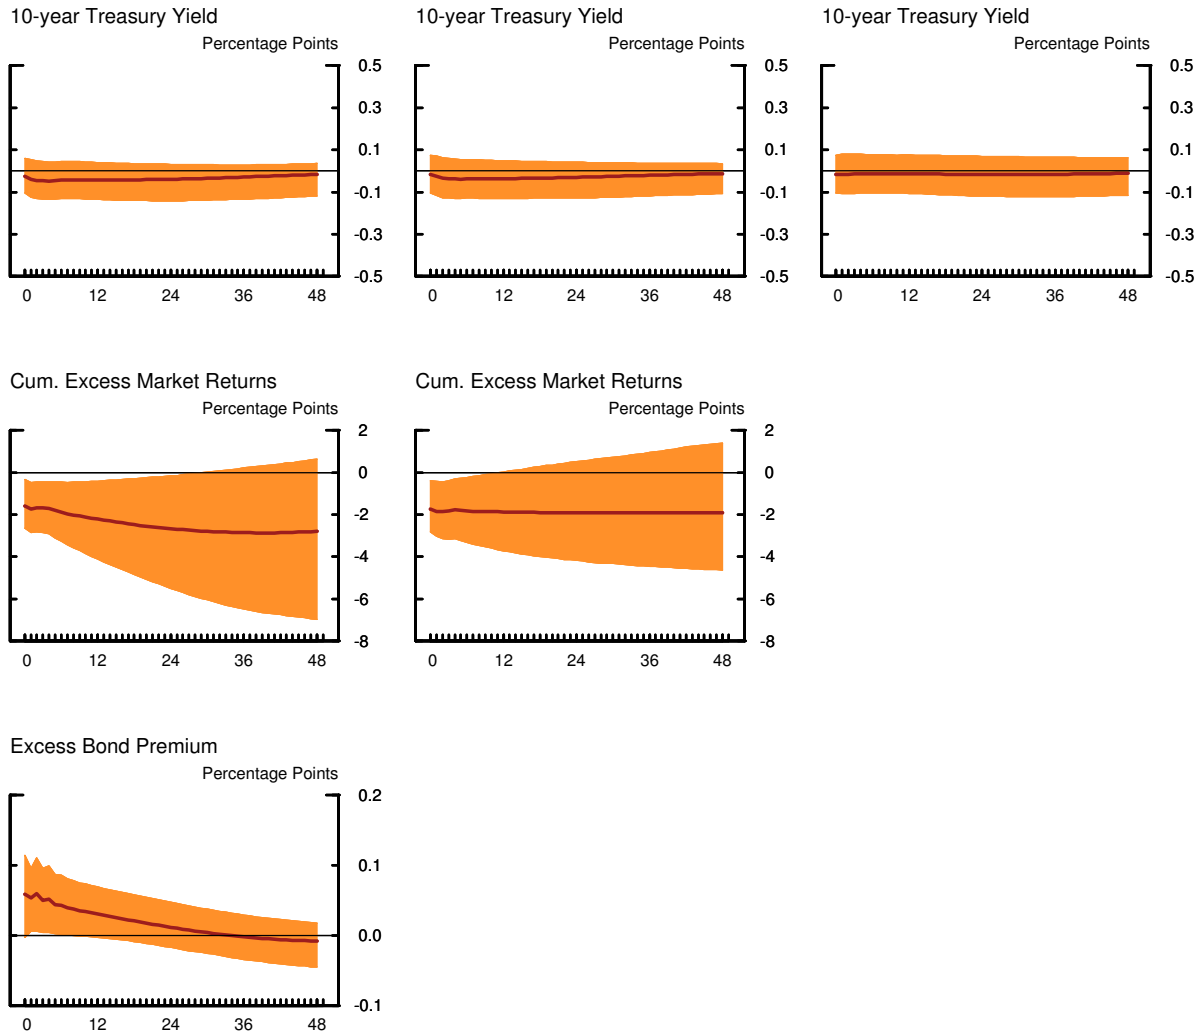 10-year Treasury Yield 10-year Treasury Yield 10-year Treasury Yield
Percentage Points Percentage Points Percentage Points
0.5 0.5 0.5
0.3 0.3 0.3
0.1 0.1 0.1
-0.1 -0.1 -0.1
-0.3 -0.3 -0.3
-0.5 -0.5 -0.5
0 12 24 36 48 0 12 24 36 48 0 12 24 36 48
Cum. Excess Market Returns Cum. Excess Market Returns
Percentage Points Percentage Points
2 2
0 0
-2 -2
-4 -4
-6 -6
-8 -8
0 12 24 36 48 0 12 24 36 48
Excess Bond Premium
Percentage Points
0.2
0.1
0.0
-0.1
0 12 24 36 48